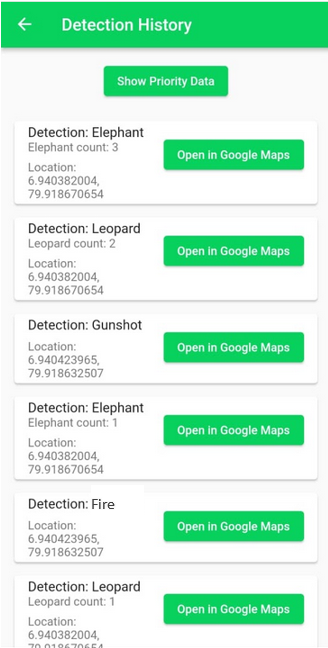 Detection History
Show Priority Data
Detection: Elephant
Elephant count: 3
Location:
6.940382004,
79.918670654
Open in Google Maps
Detection: Leopard
Leopard count: 2
Location:
6.940382004,
79.918670654
Open in Google Maps
Detection: Gunshot
Location:
6.940423965,
79.918632507
Open in Google Maps
Detection: Elephant
Elephant count: 1
Location:
6.940382004,
79.918670654
Open in Google Maps
Detection: Fire
Location:
6.940423965,
79.918632507
Open in Google Maps
Detection: Leopard
Leopard count: 1
Location:
6.940382004,
79.918670654
Open in Google Maps